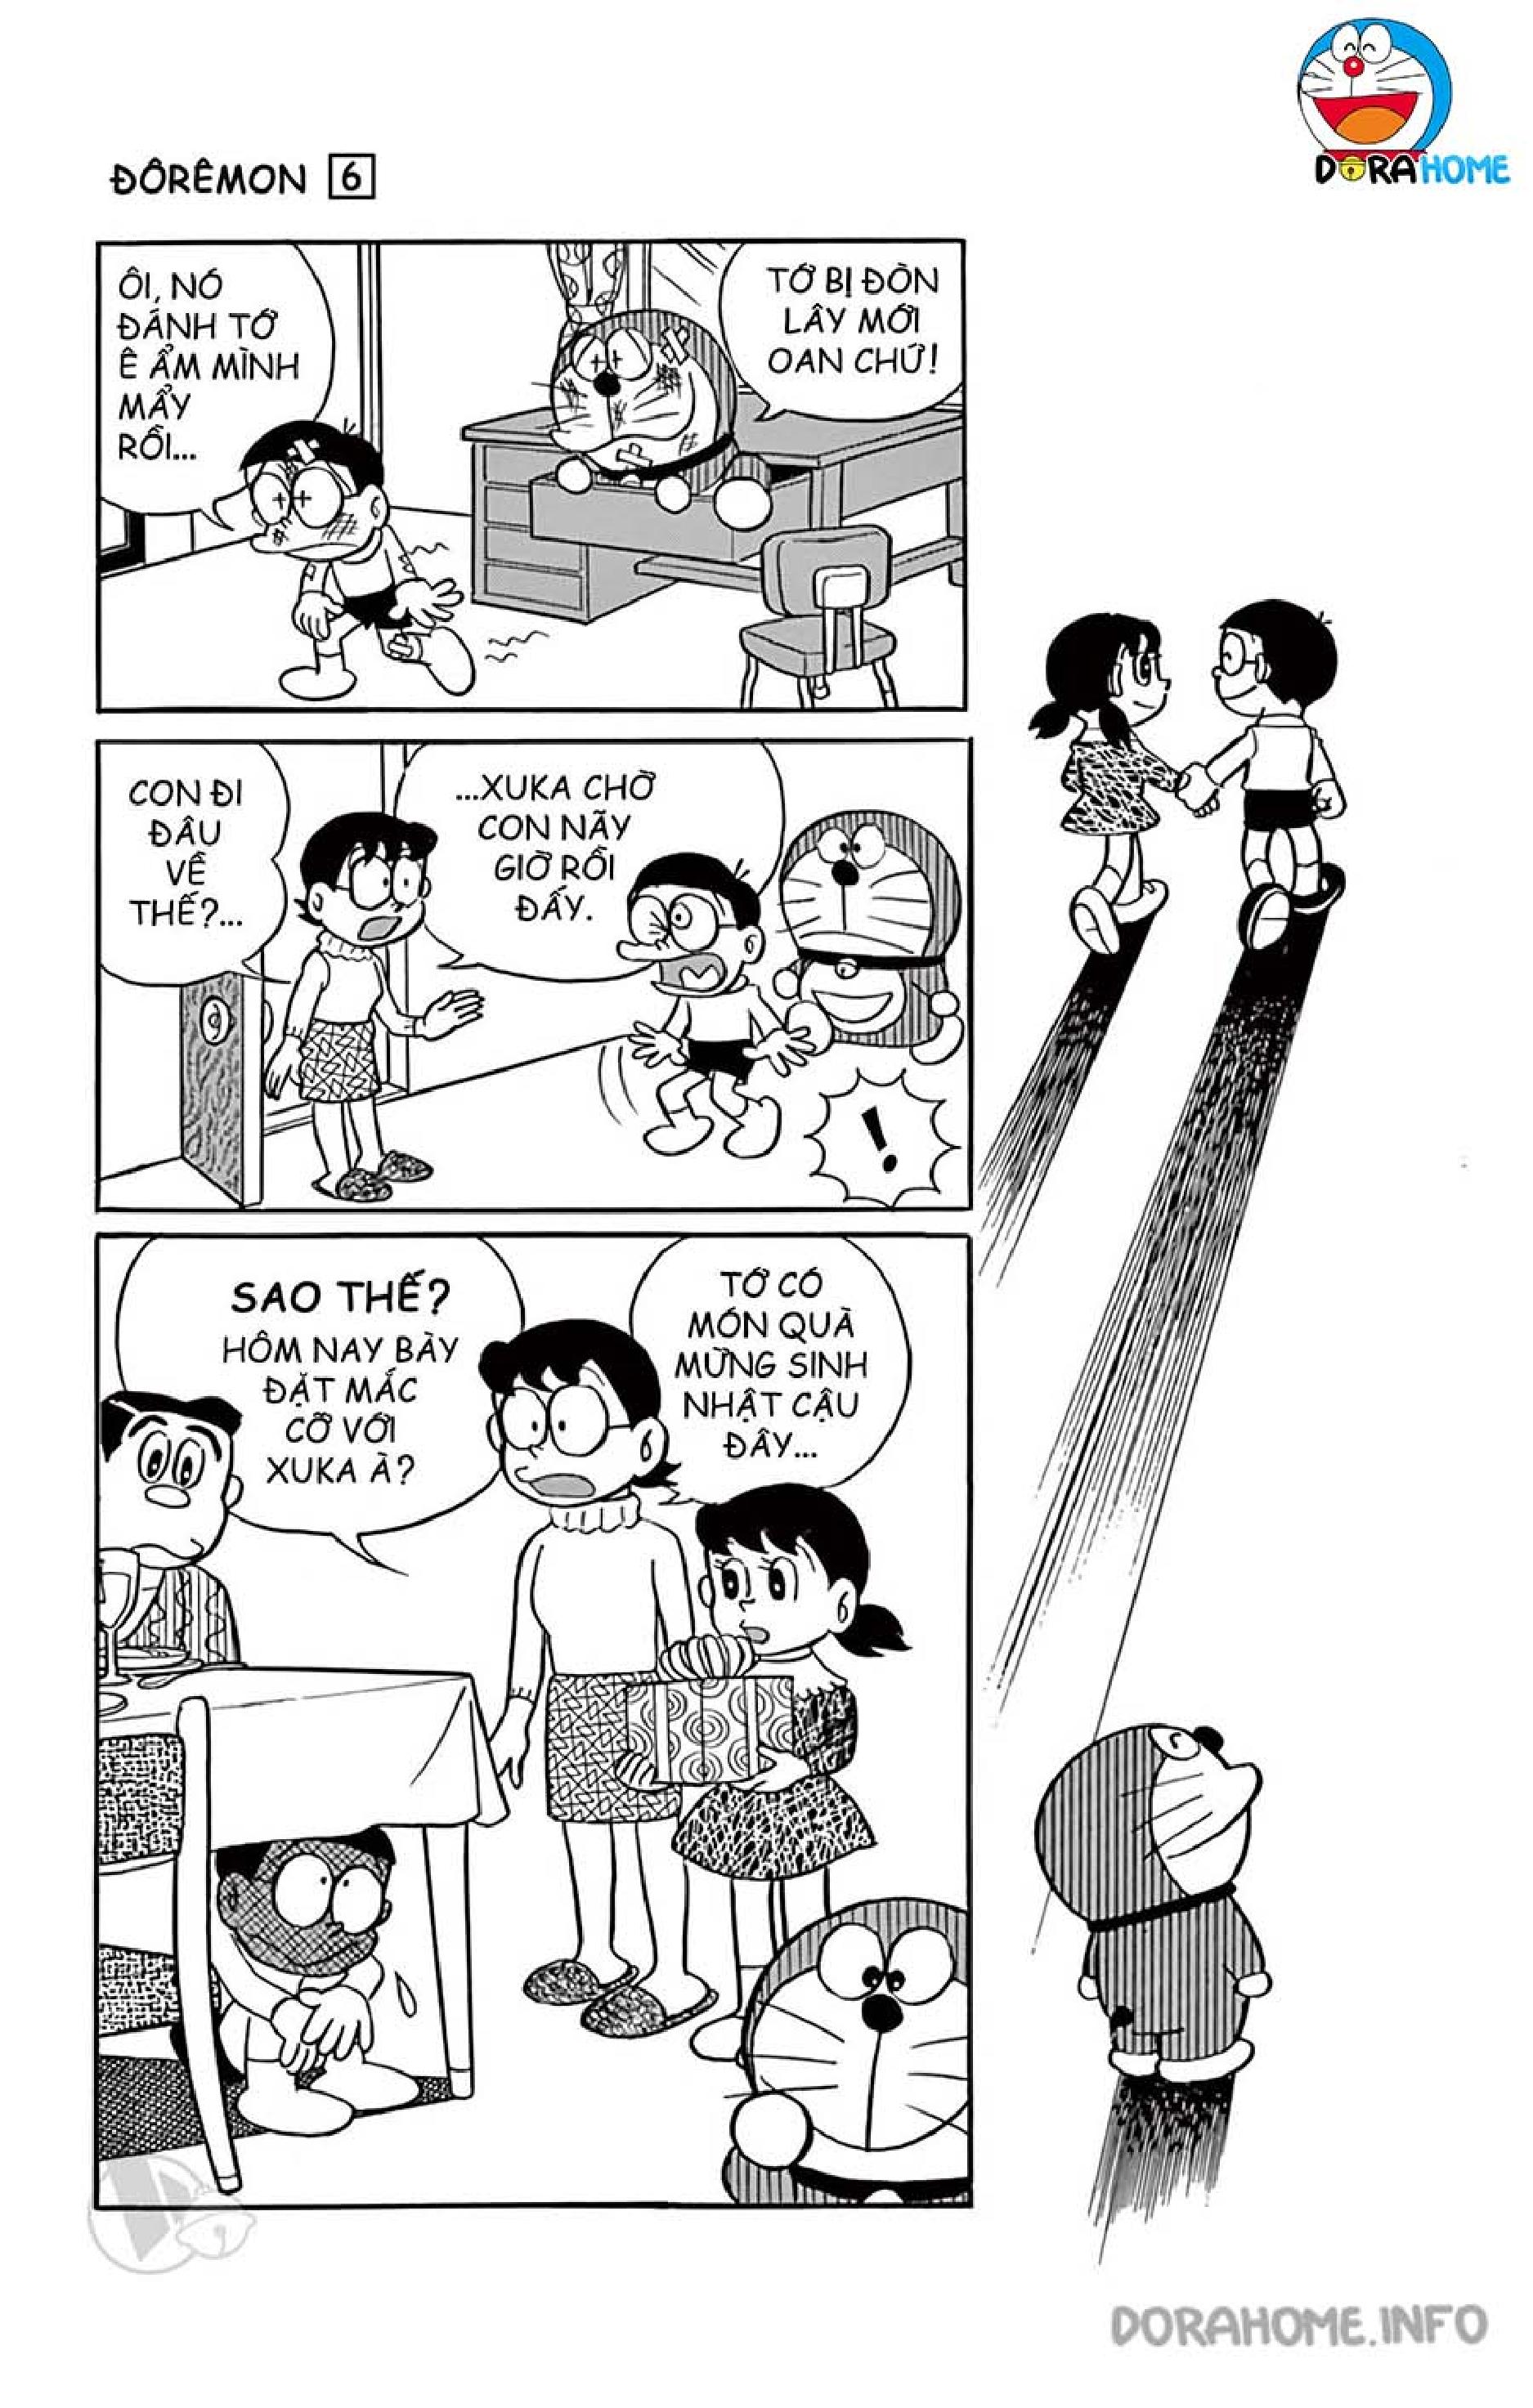 DORAHOME
ĐÔRÊMON 6
ÔI, NÓ
ĐÁNH TỚ
Ê ẨM MÌNH
MẨY
RỒI...
TỚ BỊ ĐÒN
LÂY MỚI
OAN CHỨ!
CON ĐI
ĐÂU
VỀ
THẾ?...
...XUKA CHỜ
CON NÃY
GIỜ RỒI
ĐẤY.
!
SAO THẾ?
HÔM NAY BÀY
ĐẶT MẮC
CỠ VỚI
XUKA À?
TỚ CÓ
MÓN QUÀ
MỪNG SINH
NHẬT CẬU
ĐÂY...
DORAHOME.INFO